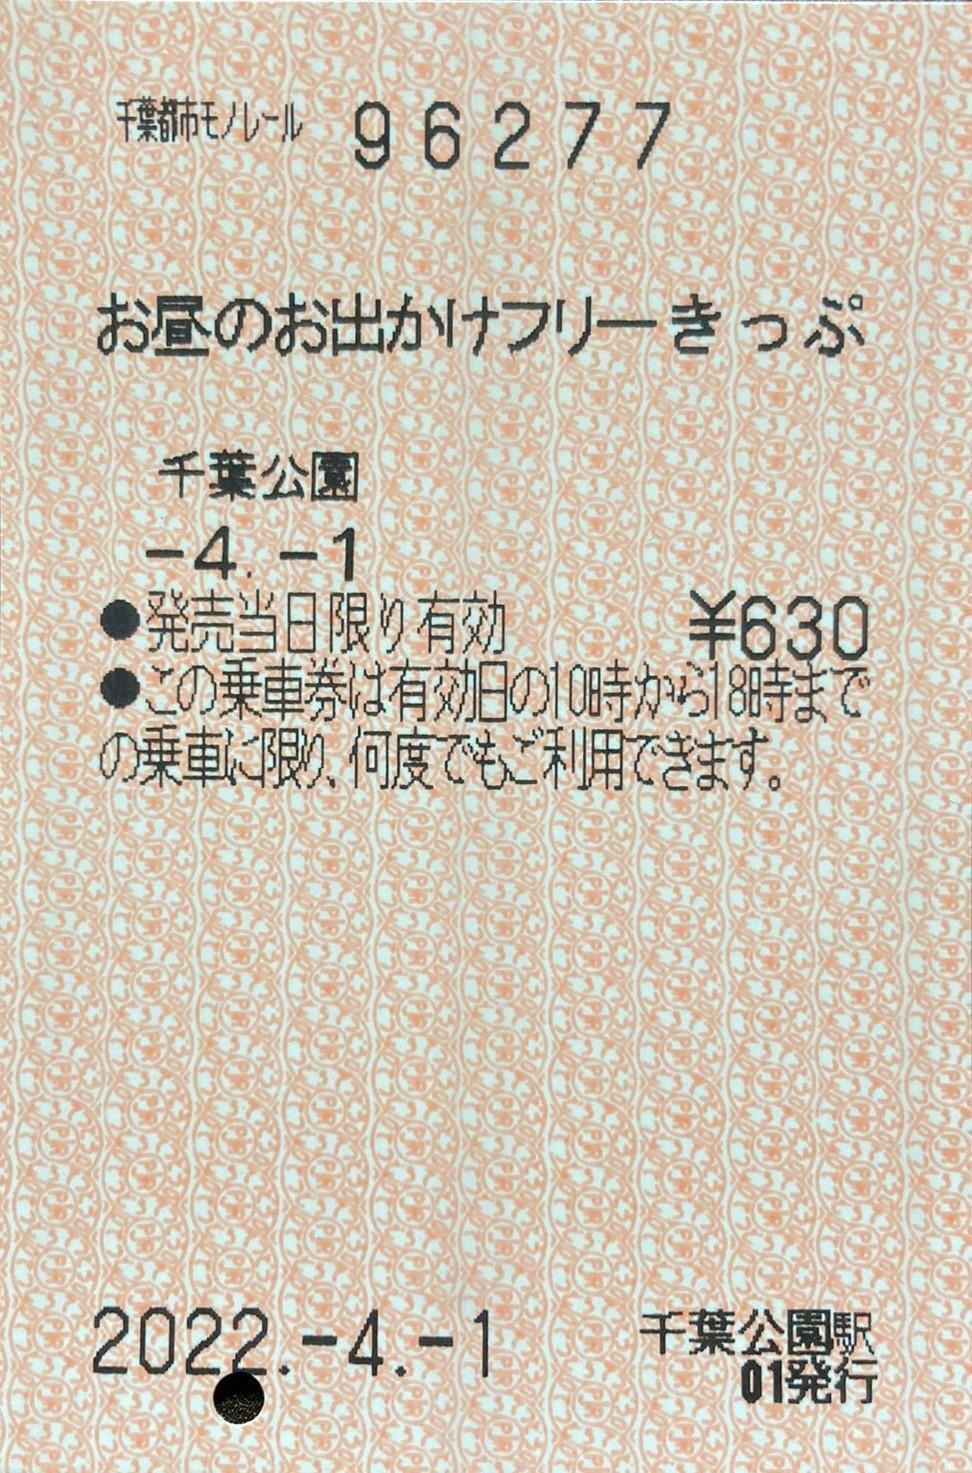 千葉都市モノレール 96277
お昼のお出かけフリーきっぷ
千葉公園
-4.-1
●発売当日限り有効 ¥630
●この乗車券は有効日の10時から18時まで
の乗車に限り、何度でもご利用できます。
2022.-4.-1 千葉公園駅
01発行